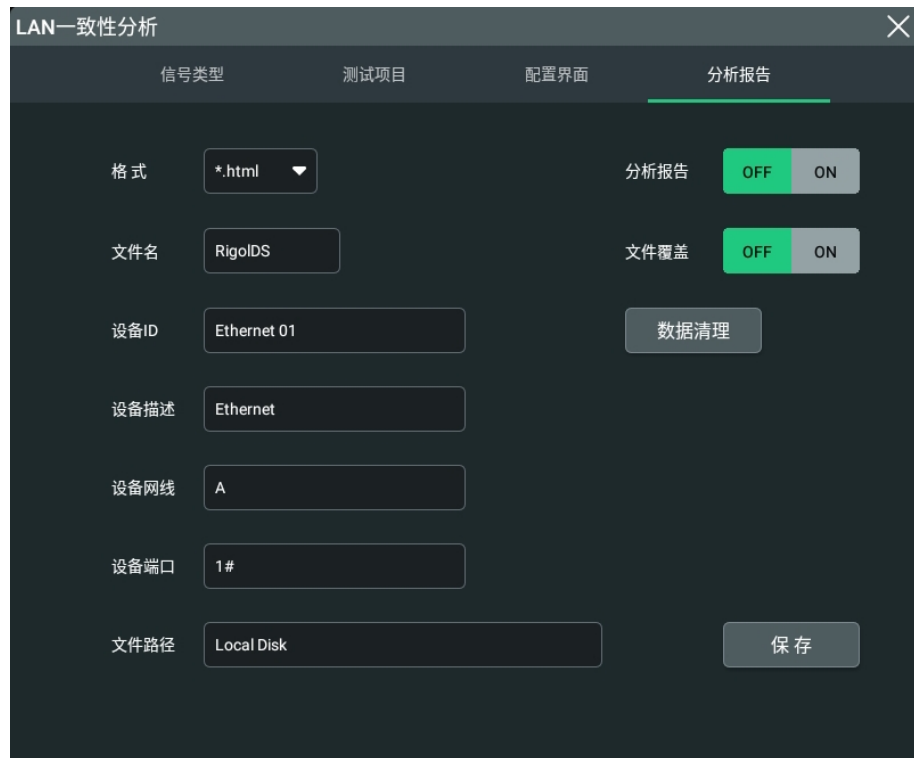 LAN一致性分析
信号类型 测试项目 配置界面 分析报告
格式 *.html 分析报告 OFF ON
文件名 RigolDS 文件覆盖 OFF ON
设备ID Ethernet 01 数据清理
设备描述 Ethernet
设备网线 A
设备端口 1#
文件路径 Local Disk 保存